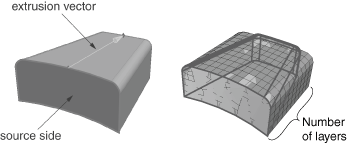 extrusion vector
source side
Number
of layers